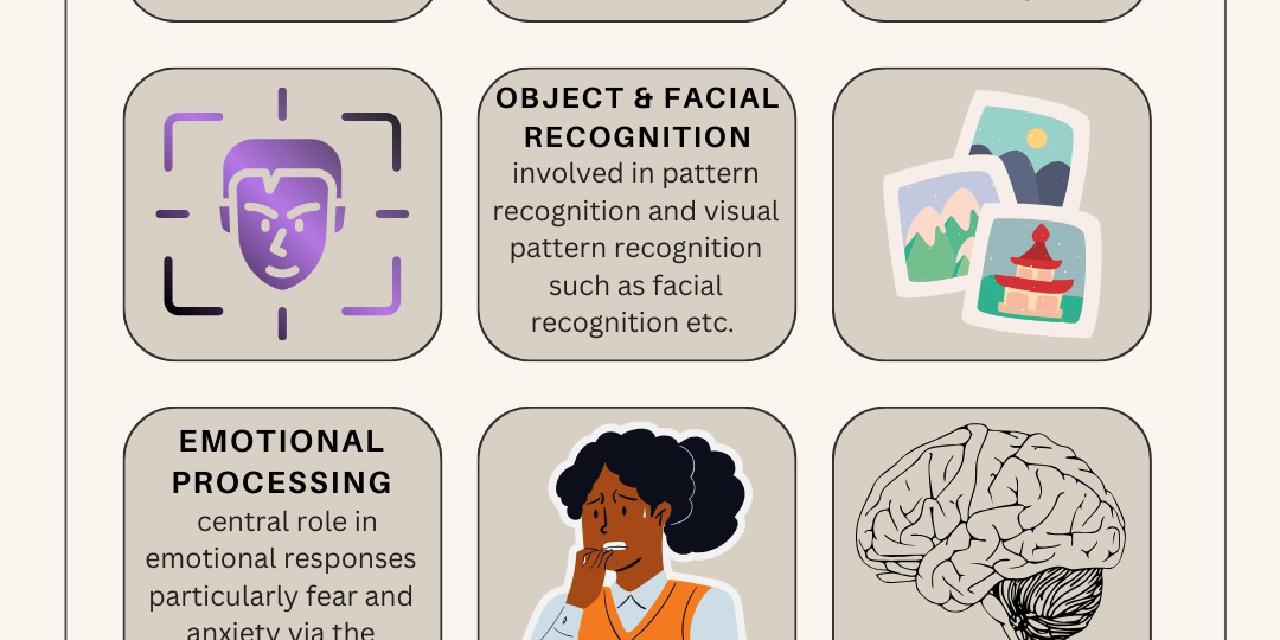 OBJECT & FACIAL
RECOGNITION
involved in pattern
recognition and visual
pattern recognition
such as facial
recognition etc.
EMOTIONAL
PROCESSING
central role in
emotional responses
particularly fear and
anxiety via the